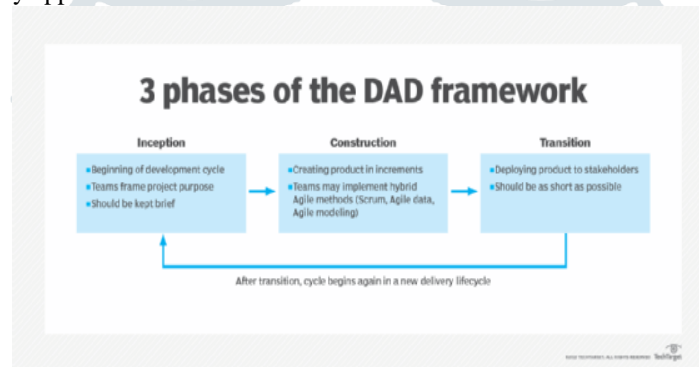 3 phases of the DAD framework
Inception
Beginning of development cycle
Teams frame project purpose
Should be kept brief
Construction
Creating product in increments
Teams may implement hybrid
Agile methods (Scrum, Agile data,
Agile modeling)
Transition
Deploying product to stakeholders
Should be as short as possible
After transition, cycle begins again in a new delivery lifecycle
TechTarget